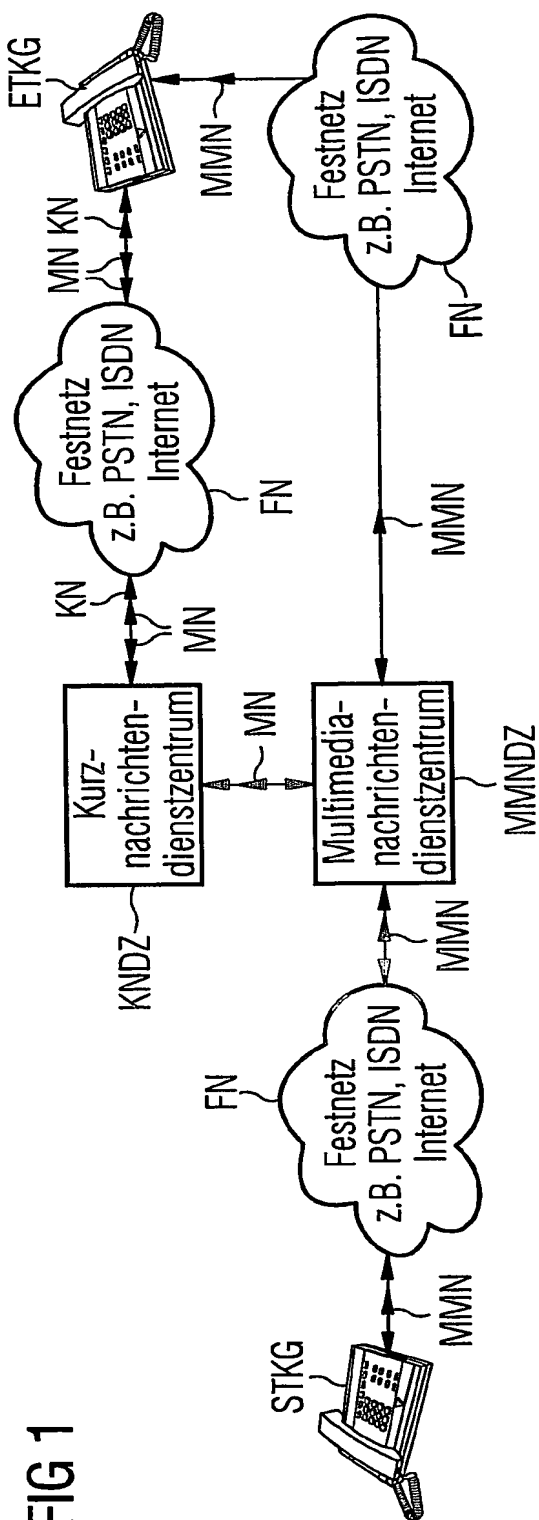 FIG 1
STKG
MMN
FN
Festnetz
z.B. PSTN, ISDN
Internet
MMN
KNDZ
Kurz-
nachrichten-
dienstzentrum
MN
Multimedia-
nachrichten-
dienstzentrum
MMNDZ
KN
MN
Festnetz
z.B. PSTN, ISDN
Internet
FN
MN KN
ETKG
MMN
MMN
Festnetz
z.B. PSTN, ISDN
Internet
FN